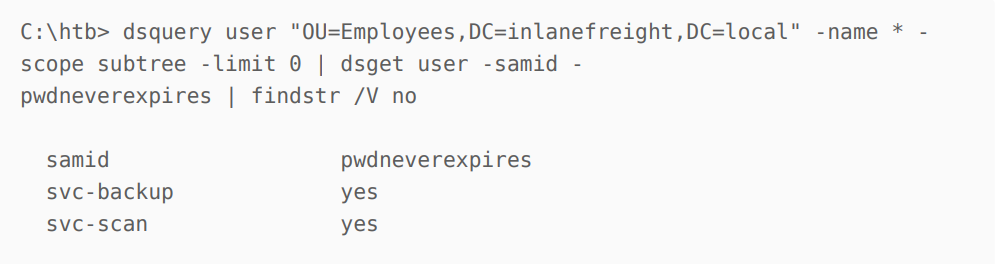 C:\htb> dsquery user "OU=Employees,DC=inlanefreight,DC=local" -name * -
scope subtree -limit 0 | dsget user -samid -
pwdneverexpires | findstr /V no
samid pwdneverexpires
svc-backup yes
svc-scan yes